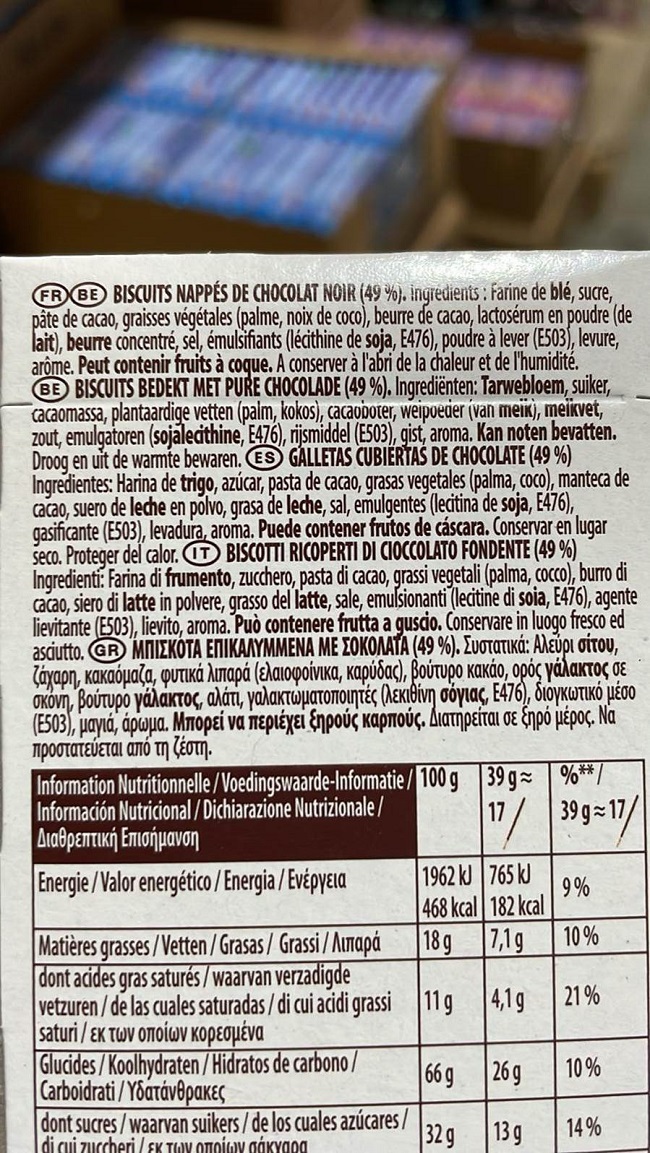 FR BE BISCUITS NAPPÉS DE CHOCOLAT NOIR (49 %). Ingrédients : Farine de blé, sucre,
pâte de cacao, graisses végétales (palme, noix de coco), beurre de cacao, lactosérum en poudre (de
lait), beurre concentré, sel, émulsifiants (lécithine de soja, E476), poudre à lever (E503), levure,
arôme. Peut contenir fruits à coque. A conserver à l'abri de la chaleur et de l'humidité.
BE BISCUITS BEDEKT MET PURE CHOCOLADE (49 %). Ingrediënten: Tarwebloem, suiker,
cacaomassa, plantaardige vetten (palm, kokos), cacaoboter, weipoeder (van melk), melkvet,
zout, emulgatoren (sojalecithine, E476), rijsmiddel (E503), gist, aroma. Kan noten bevatten.
Droog en uit de warmte bewaren. ES GALLETAS CUBIERTAS DE CHOCOLATE (49 %)
Ingredientes: Harina de trigo, azúcar, pasta de cacao, grasas vegetales (palma, coco), manteca de
cacao, suero de leche en polvo, grasa de leche, sal, emulgentes (lecitina de soja, E476),
gasificante (E503), levadura, aroma. Puede contener frutos de cáscara. Conservar en lugar
seco. Proteger del calor. IT BISCOTTI RICOPERTI DI CIOCCOLATO FONDENTE (49 %)
Ingredienti: Farina di frumento, zucchero, pasta di cacao, grassi vegetali (palma, cocco), burro di
cacao, siero di latte in polvere, grasso del latte, sale, emulsionanti (lecitine di soia, E476), agente
lievitante (E503), lievito, aroma. Può contenere frutta a guscio. Conservare in luogo fresco ed
asciutto. GR ΜΠΙΣΚΟΤΑ ΕΠΙΚΑΛΥΜΜΕΝΑ ΜΕ ΣΟΚΟΛΑΤΑ (49 %). Συστατικά: Αλεύρι σίτου,
ζάχαρη, κακαόμαζα, φυτικά λιπαρά (ελαιοφοίνικα, καρύδας), βούτυρο κακάο, ορός γάλακτος σε
σκόνη, βούτυρο γάλακτος, αλάτι, γαλακτωματοποιητές (λεκιθίνη σόγιας, E476), διογκωτικό μέσο
(E503), μαγιά, άρωμα. Μπορεί να περιέχει ξηρούς καρπούς. Διατηρείται σε ξηρό μέρος. Να
προστατεύεται από τη ζέστη.
Information Nutritionnelle / Voedingswaarde-Informatie / 100 g 39 g ≈ %** /
Información Nutricional / Dichiarazione Nutrizionale / 17 / 39 g ≈ 17 /
Διαθρεπτική Επισήμανση
Energie / Valor energético / Energia / Ενέργεια 1962 kJ 765 kJ 9 %
468 kcal 182 kcal
Matières grasses / Vetten / Grasas / Grassi / Λιπαρά 18 g 7,1 g 10 %
dont acides gras saturés / waarvan verzadigde
vetzuren / de las cuales saturadas / di cui acidi grassi 11 g 4,1 g 21 %
saturi / εκ των οποίων κορεσμένα
Glucides / Koolhydraten / Hidratos de carbono / 66 g 26 g 10 %
Carboidrati / Υδατάνθρακες
dont sucres / waarvan suikers / de los cuales azúcares / 32 g 13 g 14 %
di cui zuccheri / εκ των οποίων σάκχαρα